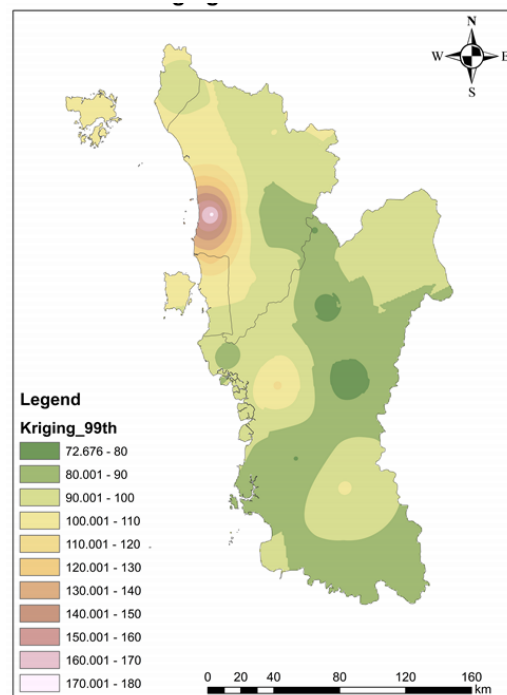 N
W E
S
Legend
Kriging_99th
72.676 - 80
80.001 - 90
90.001 - 100
100.001 - 110
110.001 - 120
120.001 - 130
130.001 - 140
140.001 - 150
150.001 - 160
160.001 - 170
170.001 - 180
0 20 40 80 120 160
km